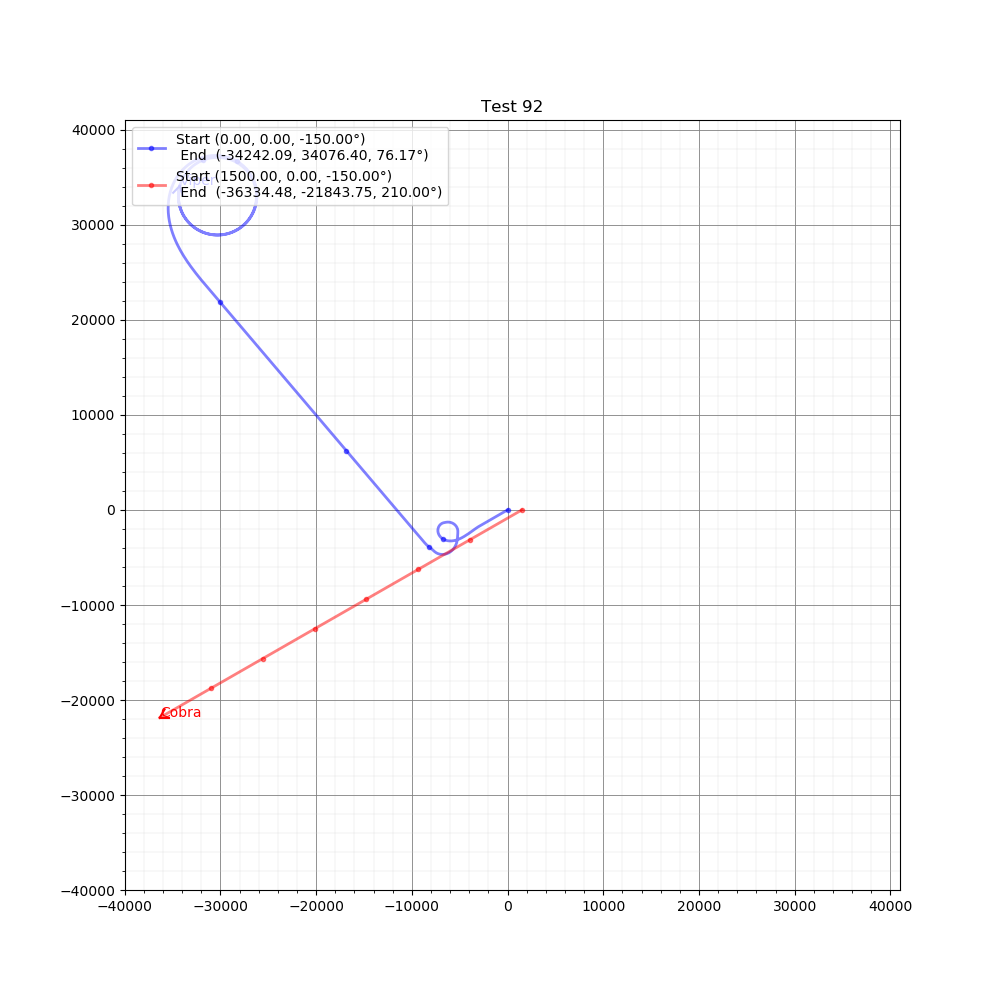 Test 92
Start (0.00, 0.00, -150.00°)
End (-34242.09, 34076.40, 76.17°)
Start (1500.00, 0.00, -150.00°)
End (-36334.48, -21843.75, 210.00°)
40000
30000
20000
10000
0
−10000
−20000
−30000
−40000
Cobra
−40000 −30000 −20000 −10000 0 10000 20000 30000 40000